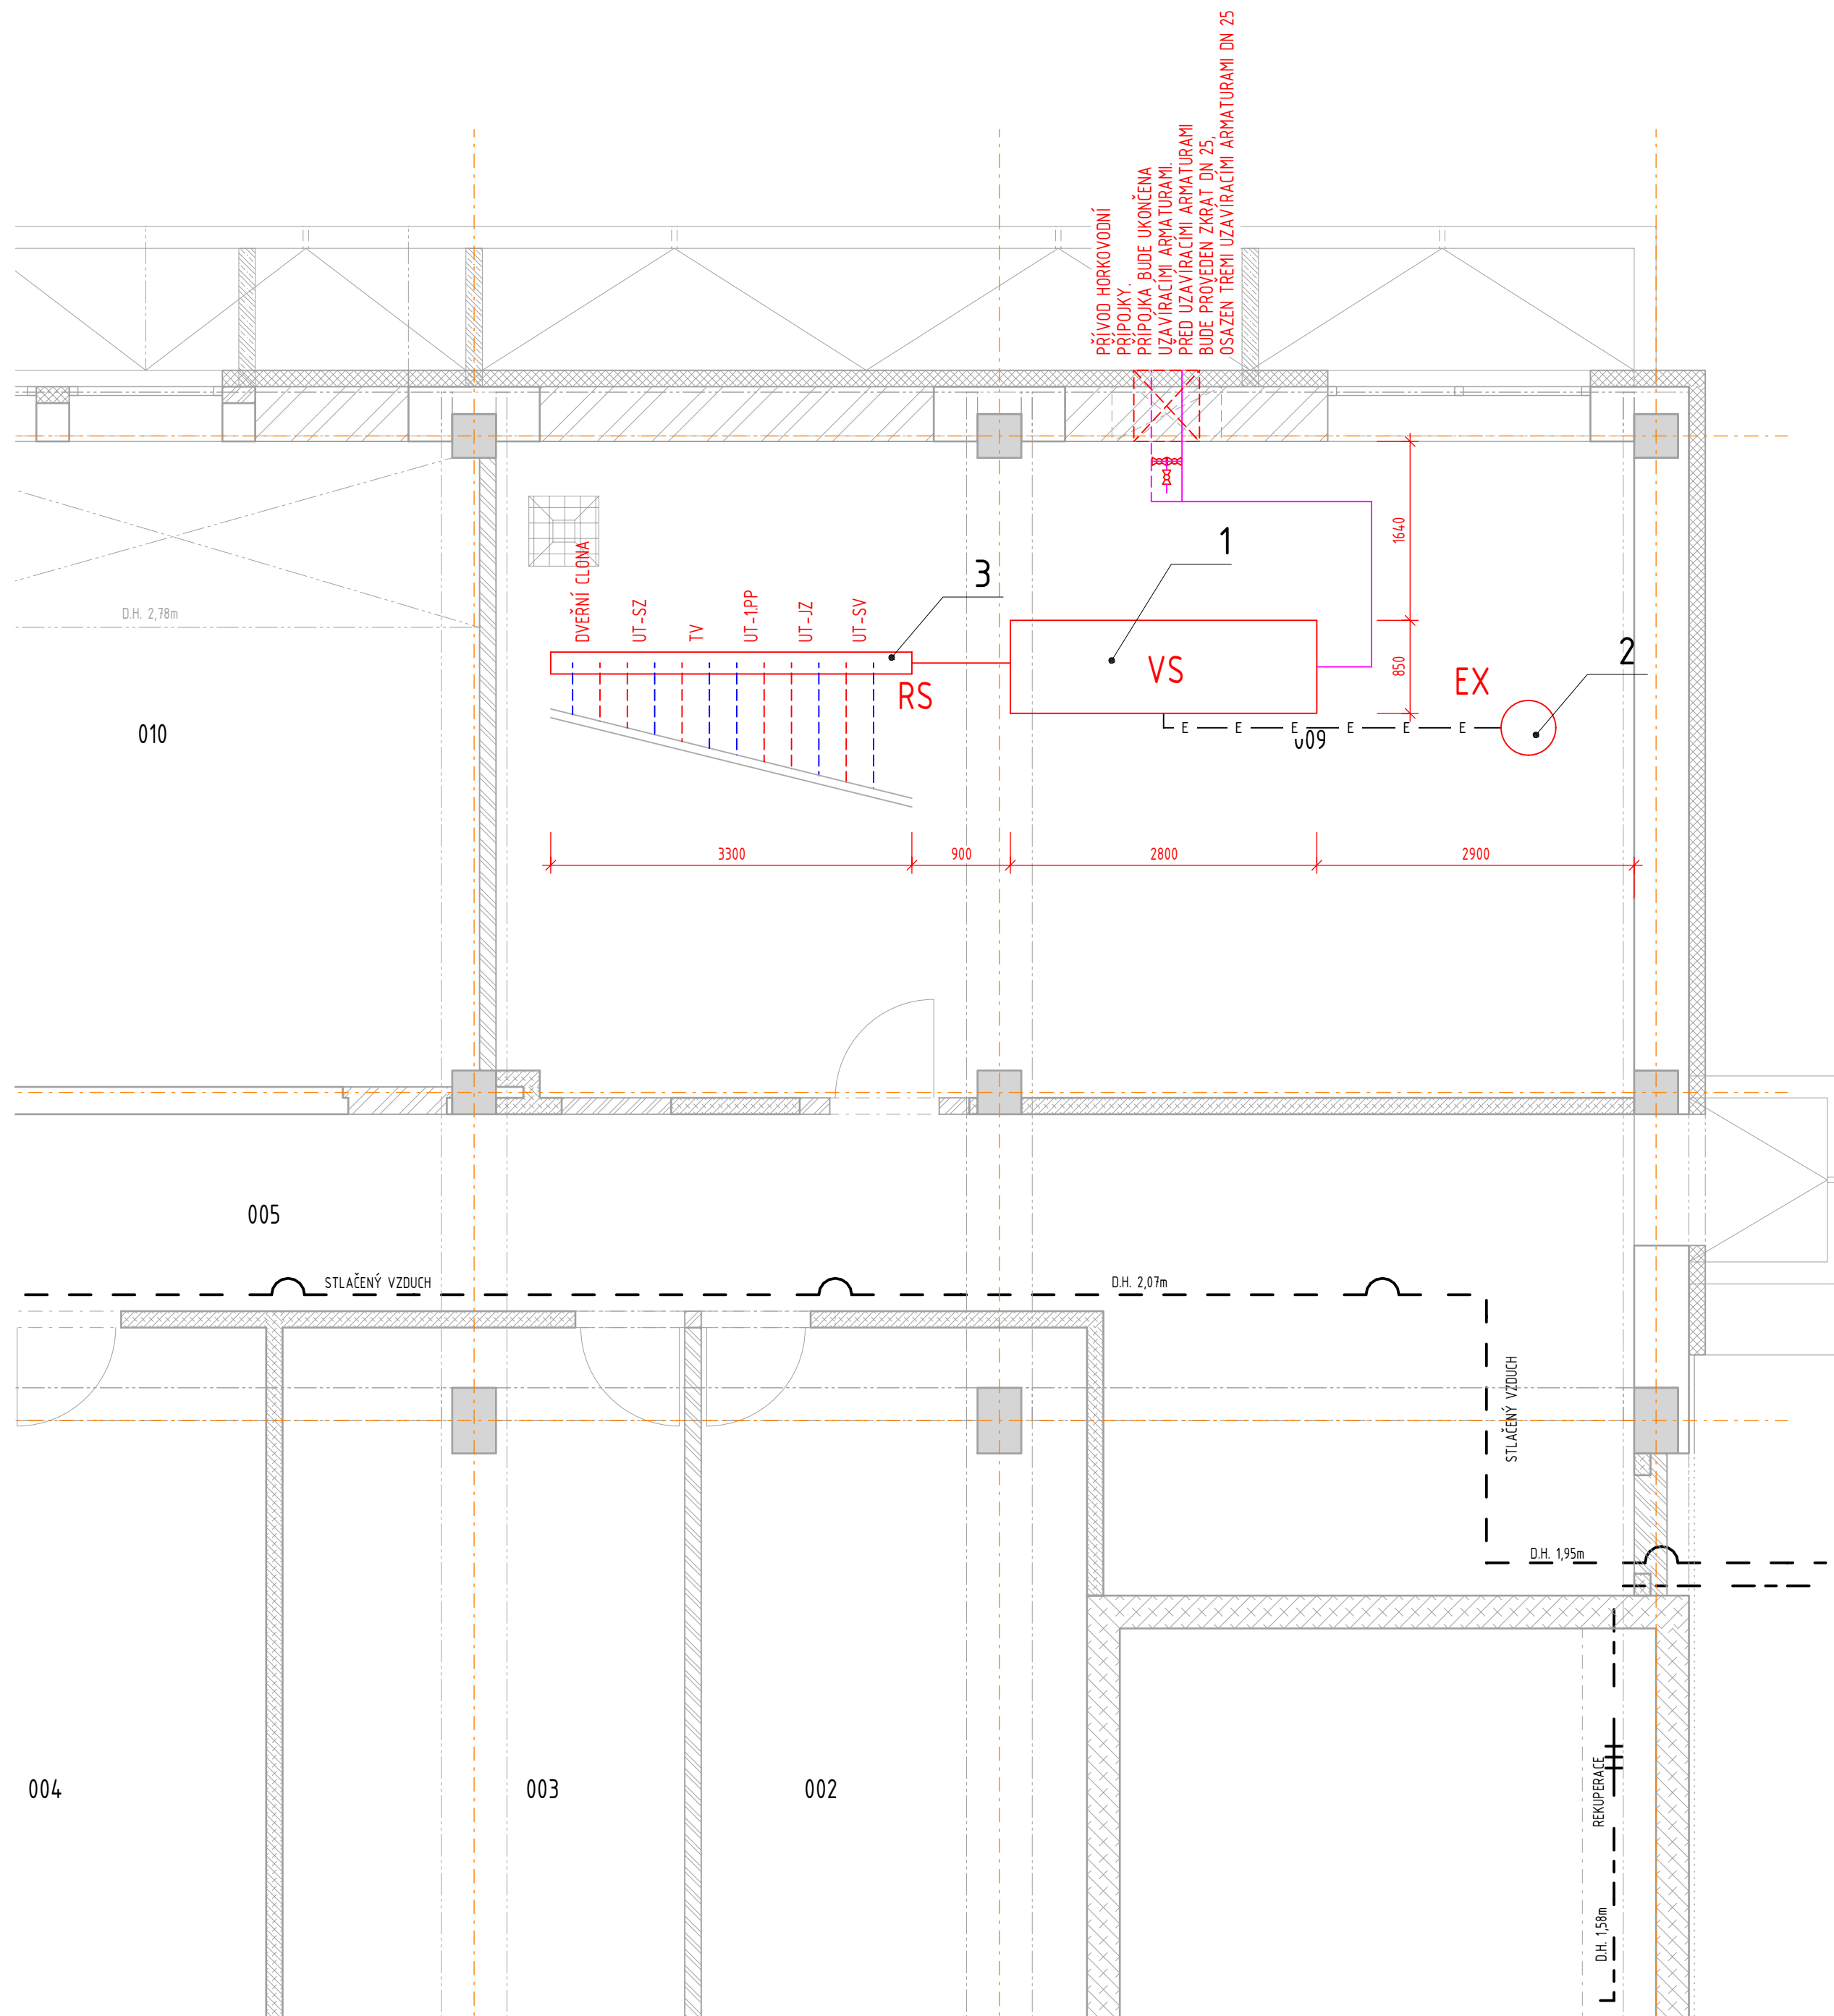 PŘÍVOD HORKOVODNÍ
PŘÍPOJKY.
PŘÍPOJKA BUDE UKONČENA
UZAVÍRACÍMI ARMATURAMI.
PŘED UZAVÍRACÍMI ARMATURAMI
BUDE PROVEDEN ZKRAT DN 25,
OSAZEN TŘEMI UZAVÍRACÍMI ARMATURAMI DN 25
1640
850
1
3
2
D.H. 2,78m
DVEŘNÍ CLONA
UT-SZ
TV
UT-1.PP
UT-JZ
UT-SV
RS
VS
EX
E E E E E E
010
009
3300
900
2800
2900
005
STLAČENÝ VZDUCH
D.H. 2,07m
STLAČENÝ VZDUCH
D.H. 1,95m
004
003
002
REKUPERACE
D.H. 1,58m